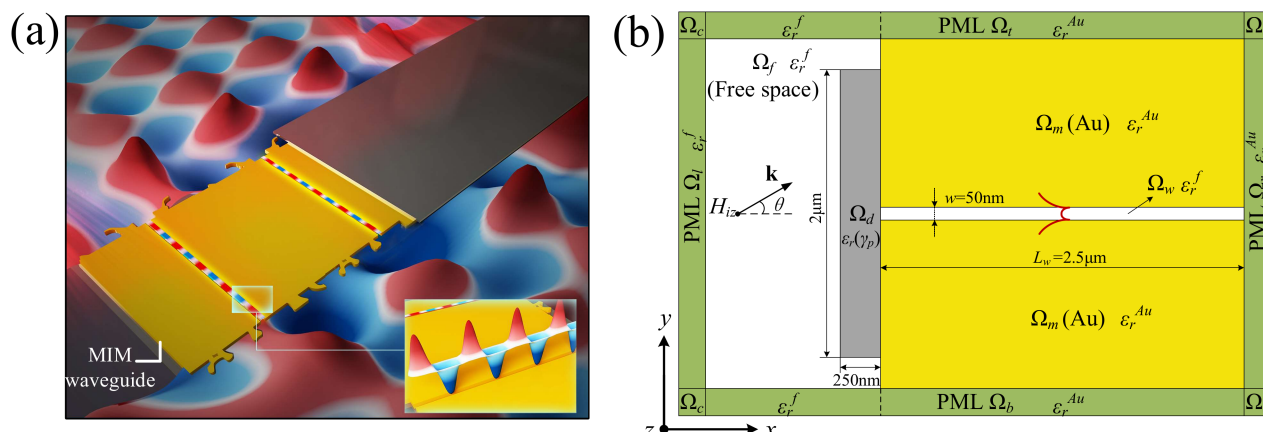 (a)
MIM
waveguide
(b)
Ω_c
ε_r^f
PML Ω_t ε_r^Au
Ω
Ω_f ε_r^f
(Free space)
PML Ω_l ε_r^f
Ω_m (Au) ε_r^Au
k
H_iz
θ
2μm
Ω_d
ε_r(γ_p)
w=50nm
Ω_w ε_r^f
L_w=2.5μm
Ω_m (Au) ε_r^Au
250nm
y
z
x
Ω_c
ε_r^f
PML Ω_b ε_r^Au
Ω